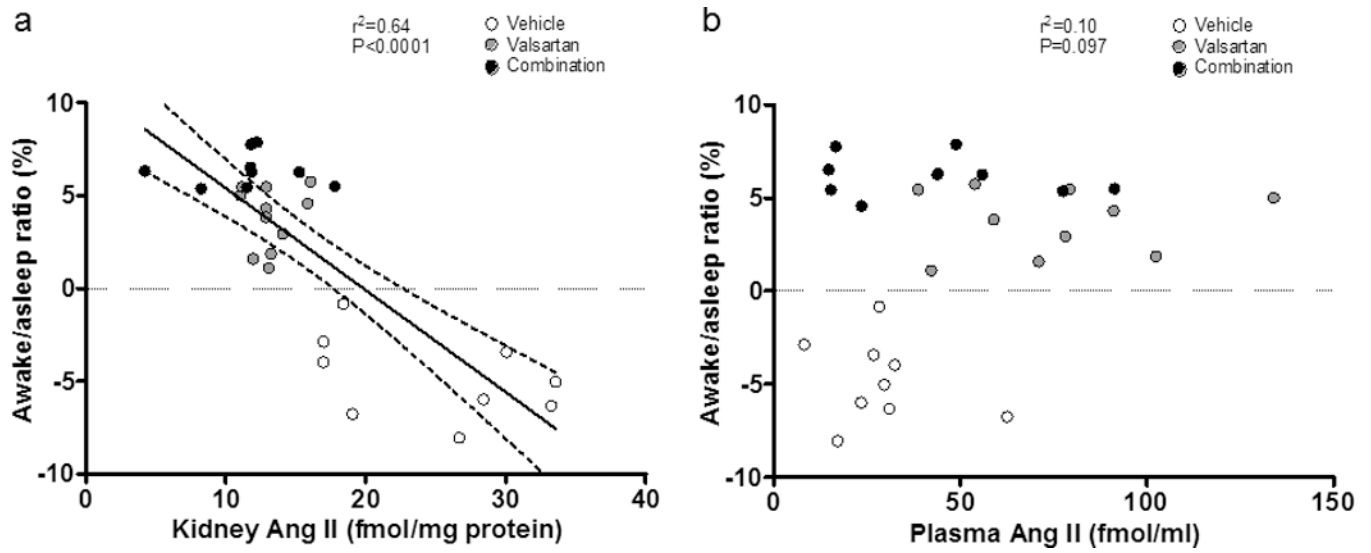 a
r²=0.64
P<0.0001
Vehicle
Valsartan
Combination
Awake/asleep ratio (%)
10
5
0
-5
-10
0 10 20 30 40
Kidney Ang II (fmol/mg protein)
b
r²=0.10
P=0.097
Vehicle
Valsartan
Combination
Awake/asleep ratio (%)
10
5
0
-5
-10
0 50 100 150
Plasma Ang II (fmol/ml)